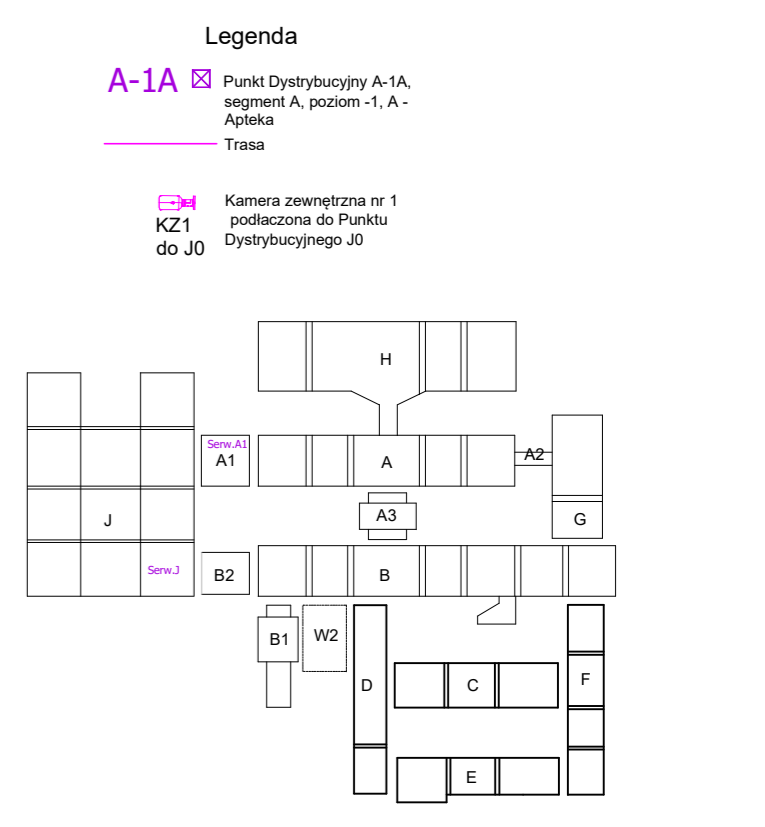 Legenda
A-1A
Punkt Dystrybucyjny A-1A,
segment A, poziom -1, A -
Apteka
Trasa
KZ1
do J0
Kamera zewnętrzna nr 1
podłaczona do Punktu
Dystrybucyjnego J0
H
Serw.A1
A1
A
A2
J
A3
G
Serw.J
B2
B
B1
W2
D
C
F
E